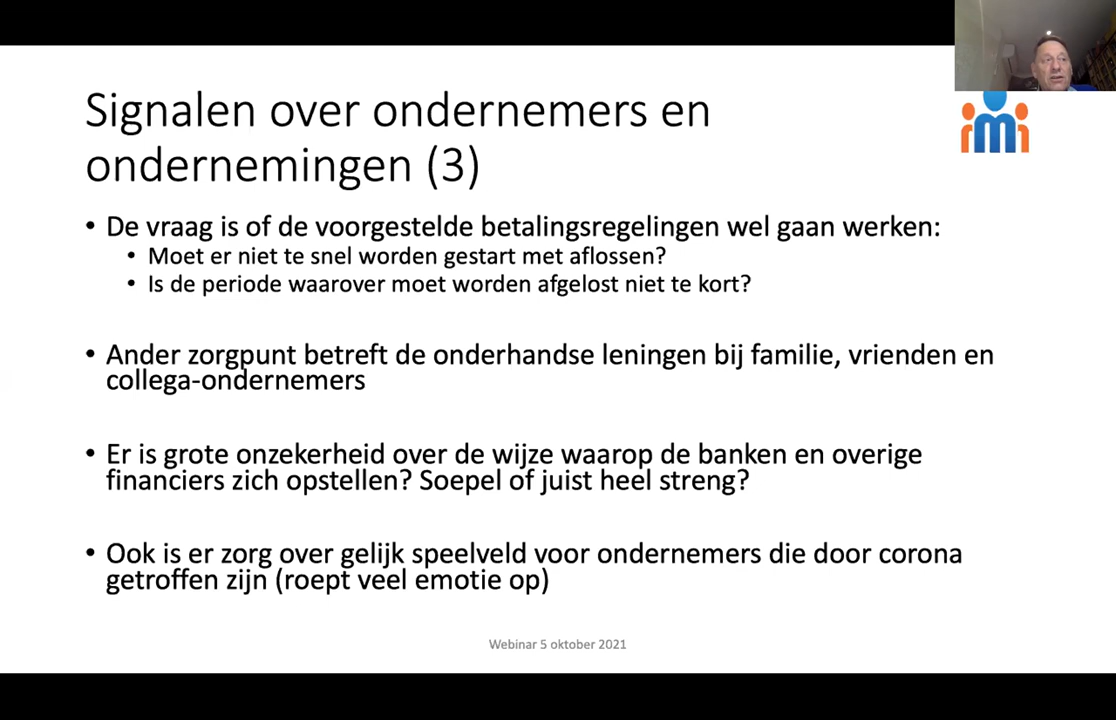 Signalen over ondernemers en
ondernemingen (3)
• De vraag is of de voorgestelde betalingsregelingen wel gaan werken:
• Moet er niet te snel worden gestart met aflossen?
• Is de periode waarover moet worden afgelost niet te kort?
• Ander zorgpunt betreft de onderhandse leningen bij familie, vrienden en
collega-ondernemers
• Er is grote onzekerheid over de wijze waarop de banken en overige
financiers zich opstellen? Soepel of juist heel streng?
• Ook is er zorg over gelijk speelveld voor ondernemers die door corona
getroffen zijn (roept veel emotie op)
Webinar 5 oktober 2021